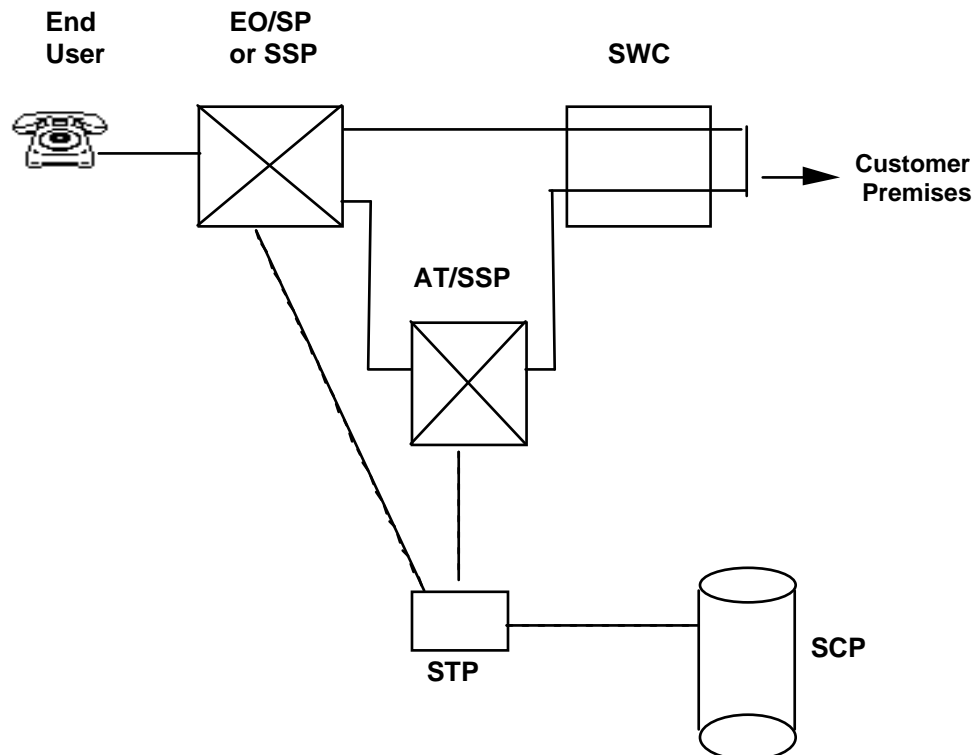 End
User
EO/SP
or SSP
SWC
Customer
Premises
AT/SSP
STP
SCP